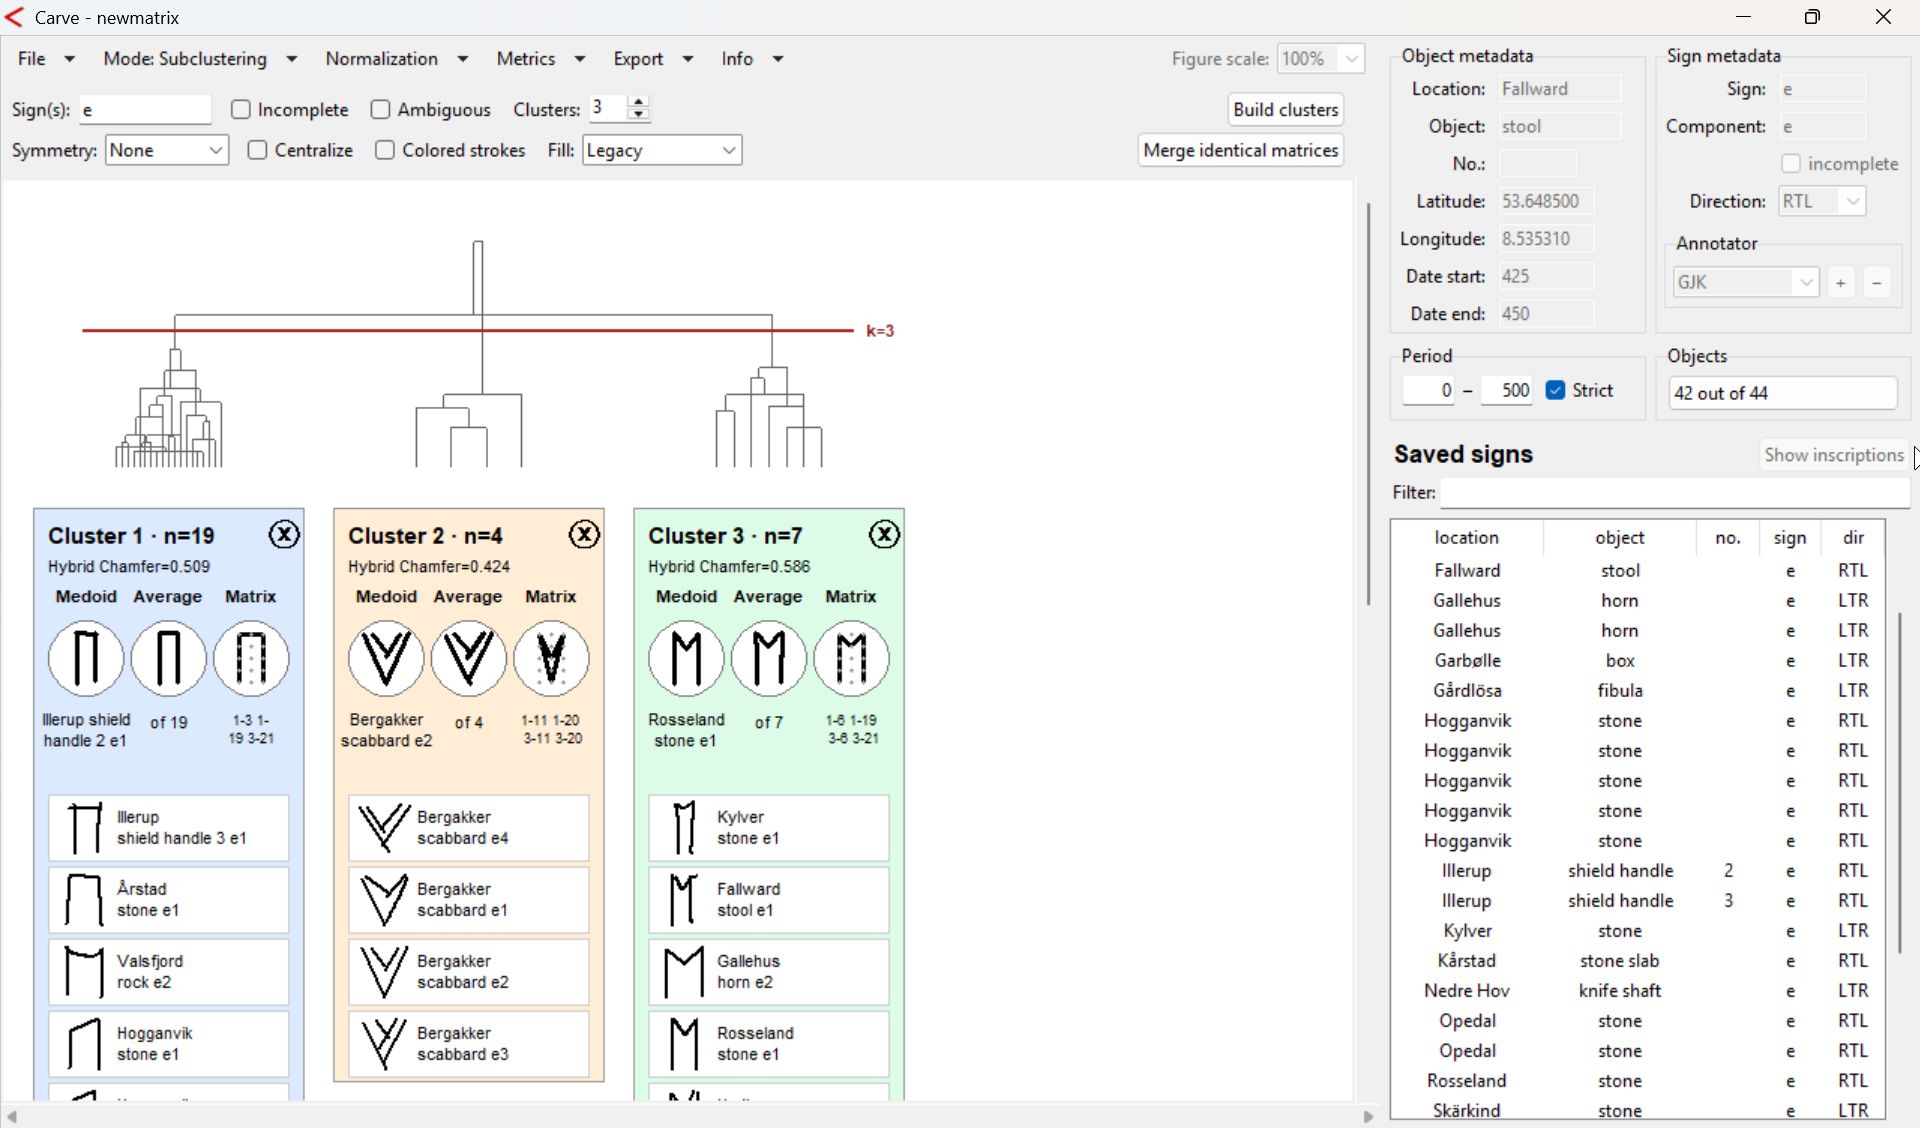 Carve - newmatrix
File Mode: Subclustering Normalization Metrics Export Info Figure scale: 100%
Sign(s): e Incomplete Ambiguous Clusters: 3 Build clusters
Symmetry: None Centralize Colored strokes Fill: Legacy Merge identical matrices
k=3
Cluster 1 · n=19
Hybrid Chamfer=0.509
Medoid Average Matrix
Illerup shield handle 2 e1
of 19
1-3 1-19 3-21
Illerup
shield handle 3 e1
Årstad
stone e1
Valsfjord
rock e2
Hogganvik
stone e1
Cluster 2 · n=4
Hybrid Chamfer=0.424
Medoid Average Matrix
Bergakker scabbard e2
of 4
1-11 1-20
3-11 3-20
Bergakker
scabbard e4
Bergakker
scabbard e1
Bergakker
scabbard e2
Bergakker
scabbard e3
Cluster 3 · n=7
Hybrid Chamfer=0.586
Medoid Average Matrix
Rosseland stone e1
of 7
1-6 1-19
3-6 3-21
Kylver
stone e1
Fallward
stool e1
Gallehus
horn e2
Rosseland
stone e1
Object metadata
Location: Fallward
Object: stool
No.:
Latitude: 53.648500
Longitude: 8.535310
Date start: 425
Date end: 450
Sign metadata
Sign: e
Component: e
incomplete
Direction: RTL
Annotator
GJK + -
Period
0 - 500 Strict
Objects
42 out of 44
Saved signs Show inscriptions
Filter:
location object no. sign dir
Fallward stool e RTL
Gallehus horn e LTR
Gallehus horn e LTR
Garbølle box e LTR
Gårdlösa fibula e LTR
Hogganvik stone e RTL
Hogganvik stone e RTL
Hogganvik stone e RTL
Hogganvik stone e RTL
Hogganvik stone e RTL
Illerup shield handle 2 e RTL
Illerup shield handle 3 e RTL
Kylver stone e LTR
Kårstad stone slab e RTL
Nedre Hov knife shaft e LTR
Opedal stone e RTL
Opedal stone e RTL
Rosseland stone e RTL
Skärkind stone e LTR